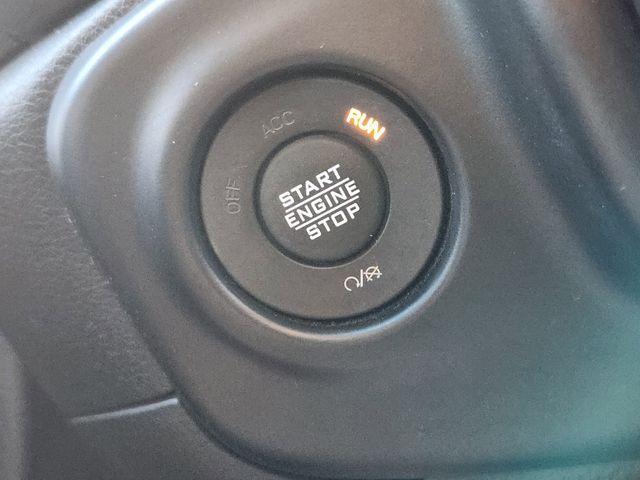 ACC
RUN
OFF
START
ENGINE
STOP